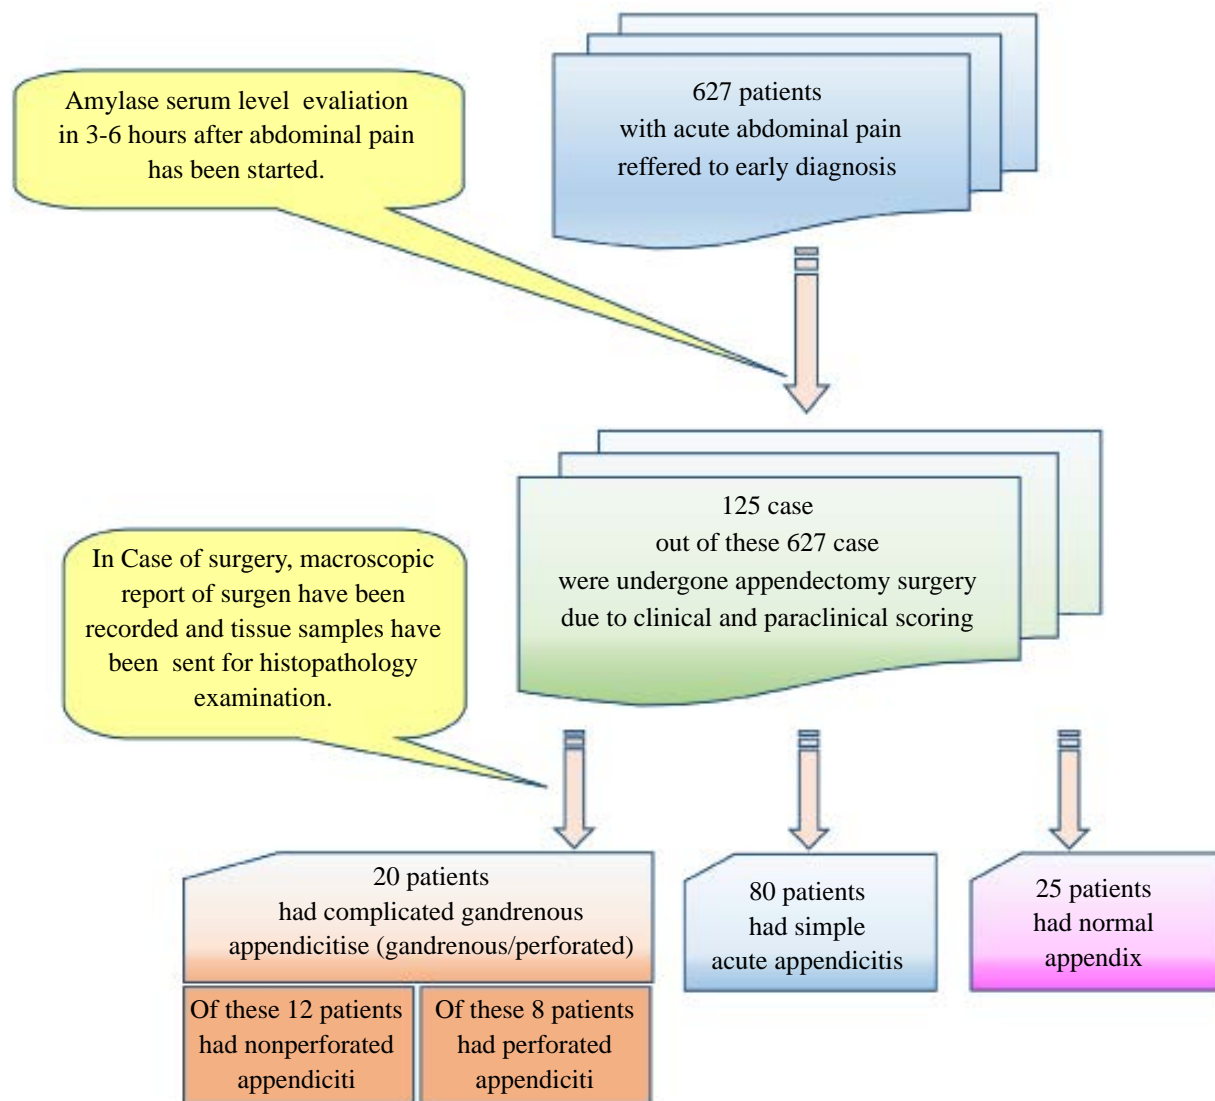 Amylase serum level evaliation
in 3-6 hours after abdominal pain
has been started.
627 patients
with acute abdominal pain
reffered to early diagnosis
125 case
out of these 627 case
were undergone appendectomy surgery
due to clinical and paraclinical scoring
In Case of surgery, macroscopic
report of surgen have been
recorded and tissue samples have
been sent for histopathology
examination.
20 patients
had complicated gandrenous
appendicitise (gandrenous/perforated)
Of these 12 patients
had nonperforated
appendiciti
Of these 8 patients
had perforated
appendiciti
80 patients
had simple
acute appendicitis
25 patients
had normal
appendix